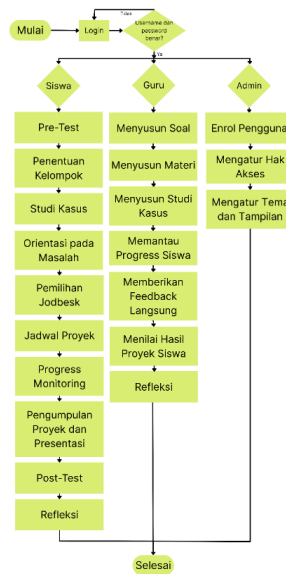 Mulai
Login
Tidak
Username dan
password
benar?
Ya
Siswa
Guru
Admin
Pre-Test
Penentuan
Kelompok
Studi Kasus
Orientasi pada
Masalah
Pemilihan
Jodbesk
Jadwal Proyek
Progress
Monitoring
Pengumpulan
Proyek dan
Presentasi
Post-Test
Refleksi
Menyusun Soal
Menyusun Materi
Menyusun Studi
Kasus
Memantau
Progress Siswa
Memberikan
Feedback
Langsung
Menilai Hasil
Proyek Siswa
Refleksi
Enrol Pengguna
Mengatur Hak
Akses
Mengatur Tema
dan Tampilan
Selesai